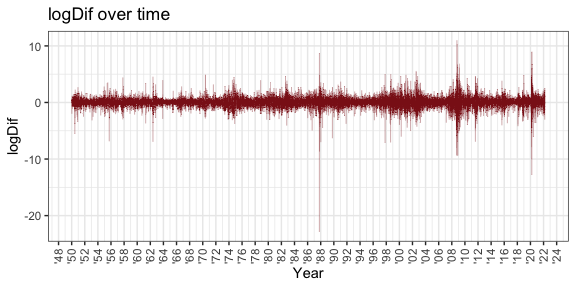 logDif over time
10
0
-10
-20
logDif
'48 '50 '52 '54 '56 '58 '60 '62 '64 '66 '68 '70 '72 '74 '76 '78 '80 '82 '84 '86 '88 '90 '92 '94 '96 '98 '00 '02 '04 '06 '08 '10 '12 '14 '16 '18 '20 '22 '24
Year